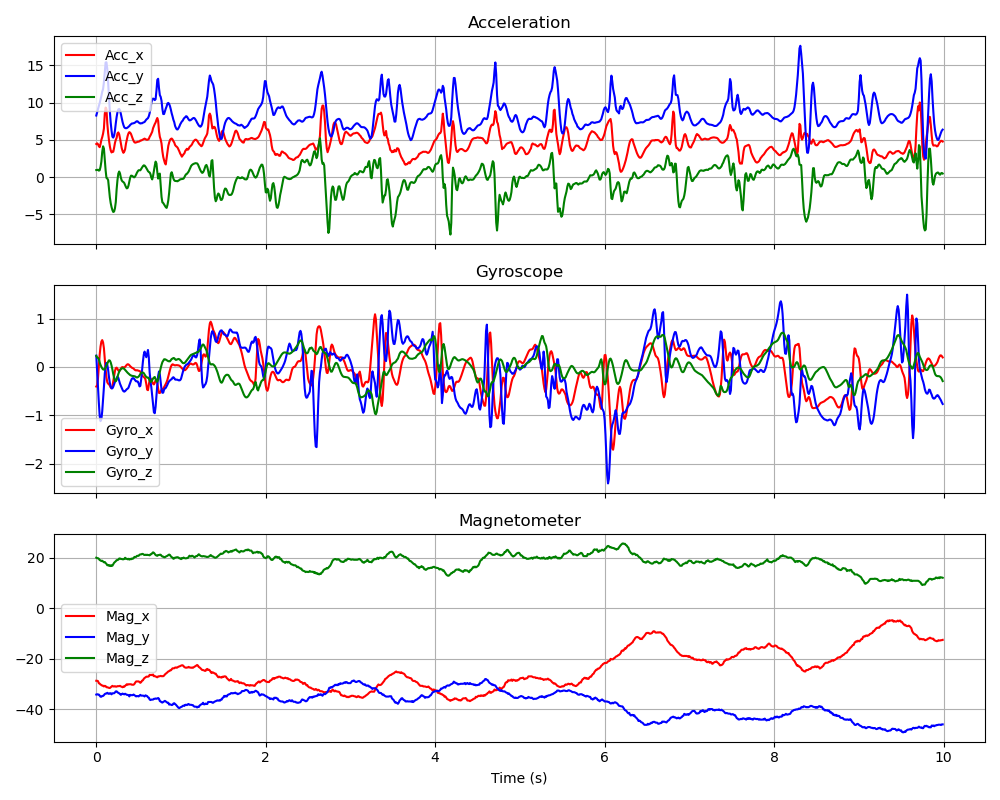 Acceleration
Acc_x
Acc_y
Acc_z
15
10
5
0
−5
Gyroscope
1
0
−1
−2
Gyro_x
Gyro_y
Gyro_z
Magnetometer
20
0
−20
−40
Mag_x
Mag_y
Mag_z
0 2 4 6 8 10
Time (s)